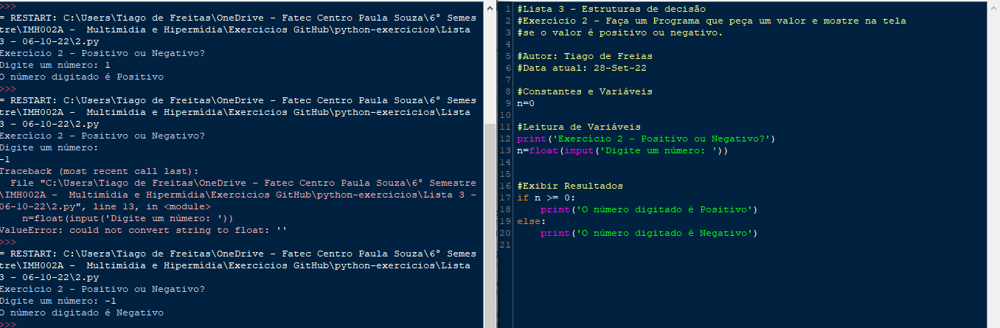 >>>
= RESTART: C:\Users\Tiago de Freitas\OneDrive - Fatec Centro Paula Souza\6° Semes
tre\IMH002A -  Multimídia e Hipermídia\Exercicios GitHub\python-exercicios\Lista
3 - 06-10-22\2.py
Exercício 2 - Positivo ou Negativo?
Digite um número: 1
O número digitado é Positivo
>>>
= RESTART: C:\Users\Tiago de Freitas\OneDrive - Fatec Centro Paula Souza\6° Semes
tre\IMH002A -  Multimídia e Hipermídia\Exercicios GitHub\python-exercicios\Lista
3 - 06-10-22\2.py
Exercício 2 - Positivo ou Negativo?
Digite um número:
-1
Traceback (most recent call last):
  File "C:\Users\Tiago de Freitas\OneDrive - Fatec Centro Paula Souza\6° Semestre
\IMH002A -  Multimídia e Hipermídia\Exercicios GitHub\python-exercicios\Lista 3 -
06-10-22\2.py", line 13, in <module>
    n=float(input('Digite um número: '))
ValueError: could not convert string to float: ''
>>>
= RESTART: C:\Users\Tiago de Freitas\OneDrive - Fatec Centro Paula Souza\6° Semes
tre\IMH002A -  Multimídia e Hipermídia\Exercicios GitHub\python-exercicios\Lista
3 - 06-10-22\2.py
Exercício 2 - Positivo ou Negativo?
Digite um número: -1
O número digitado é Negativo
>>>
1 #Lista 3 - Estruturas de decisão
2 #Exercício 2 - Faça um Programa que peça um valor e mostre na tela
3 #se o valor é positivo ou negativo.
4
5 #Autor: Tiago de Freias
6 #Data atual: 28-Set-22
7
8 #Constantes e Variáveis
9 n=0
10
11 #Leitura de Variáveis
12 print('Exercício 2 - Positivo ou Negativo?')
13 n=float(input('Digite um número: '))
14
15
16 #Exibir Resultados
17 if n >= 0:
18     print('O número digitado é Positivo')
19 else:
20     print('O número digitado é Negativo')
21